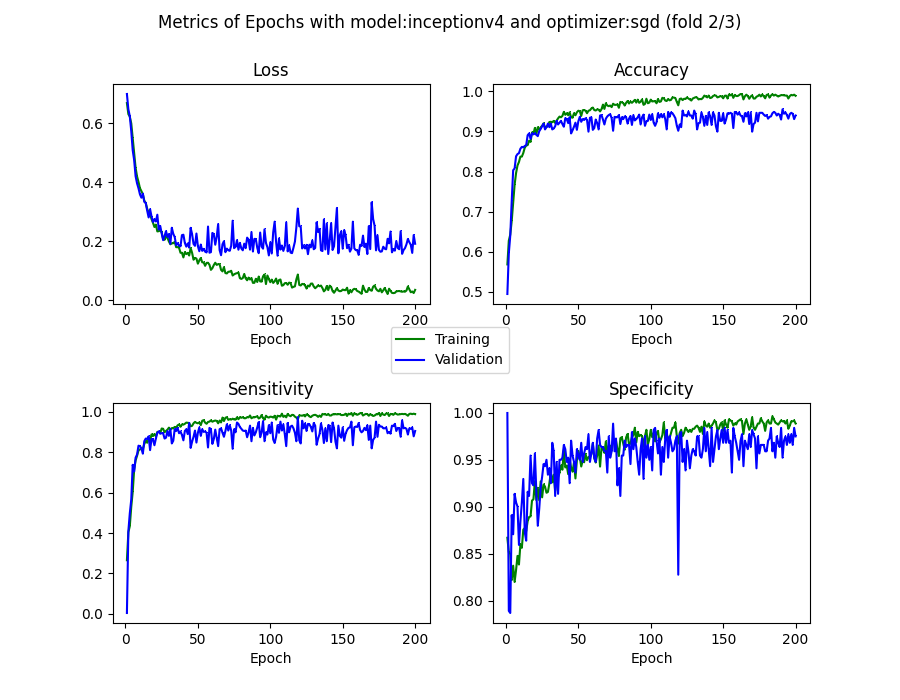 Metrics of Epochs with model:inceptionv4 and optimizer:sgd (fold 2/3)
Loss
0.6
0.4
0.2
0.0
0 50 100 150 200
Epoch
Accuracy
1.0
0.9
0.8
0.7
0.6
0.5
0 50 100 150 200
Epoch
Training
Validation
Sensitivity
1.0
0.8
0.6
0.4
0.2
0.0
0 50 100 150 200
Epoch
Specificity
1.00
0.95
0.90
0.85
0.80
0 50 100 150 200
Epoch